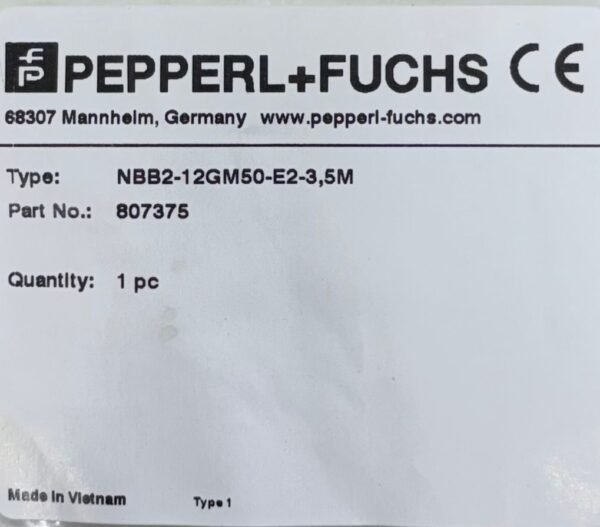 PEPPERL+FUCHS CE
68307 Mannheim, Germany www.pepperl-fuchs.com
Type: NBB2-12GM50-E2-3,5M
Part No.: 807375
Quantity: 1 pc
Made in Vietnam Type 1